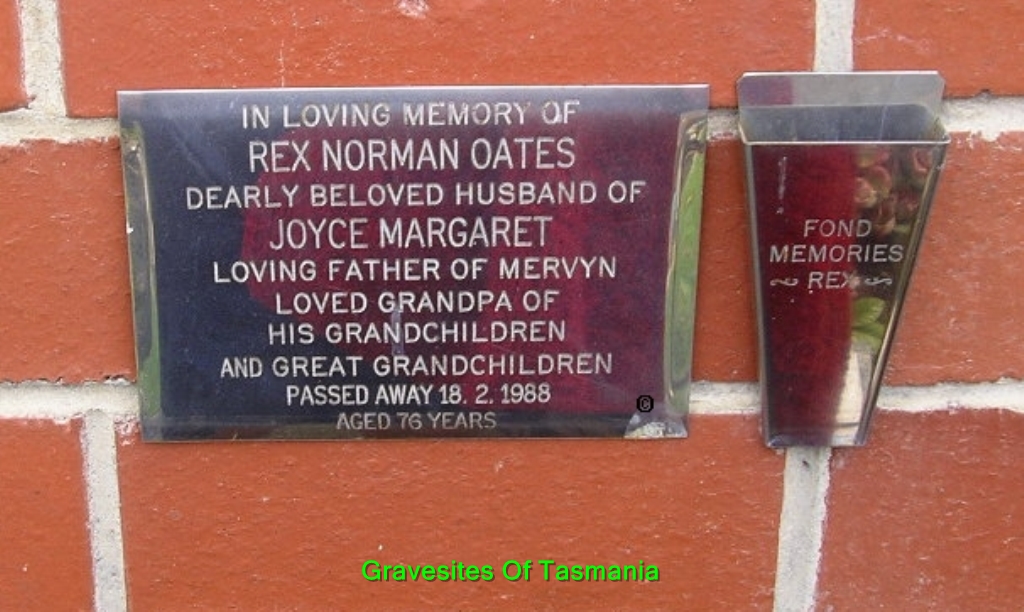 IN LOVING MEMORY OF
REX NORMAN OATES
DEARLY BELOVED HUSBAND OF
JOYCE MARGARET
LOVING FATHER OF MERVYN
LOVED GRANDPA OF
HIS GRANDCHILDREN
AND GREAT GRANDCHILDREN
PASSED AWAY 18. 2. 1988
AGED 76 YEARS
©
FOND
MEMORIES
REX
Gravesites Of Tasmania